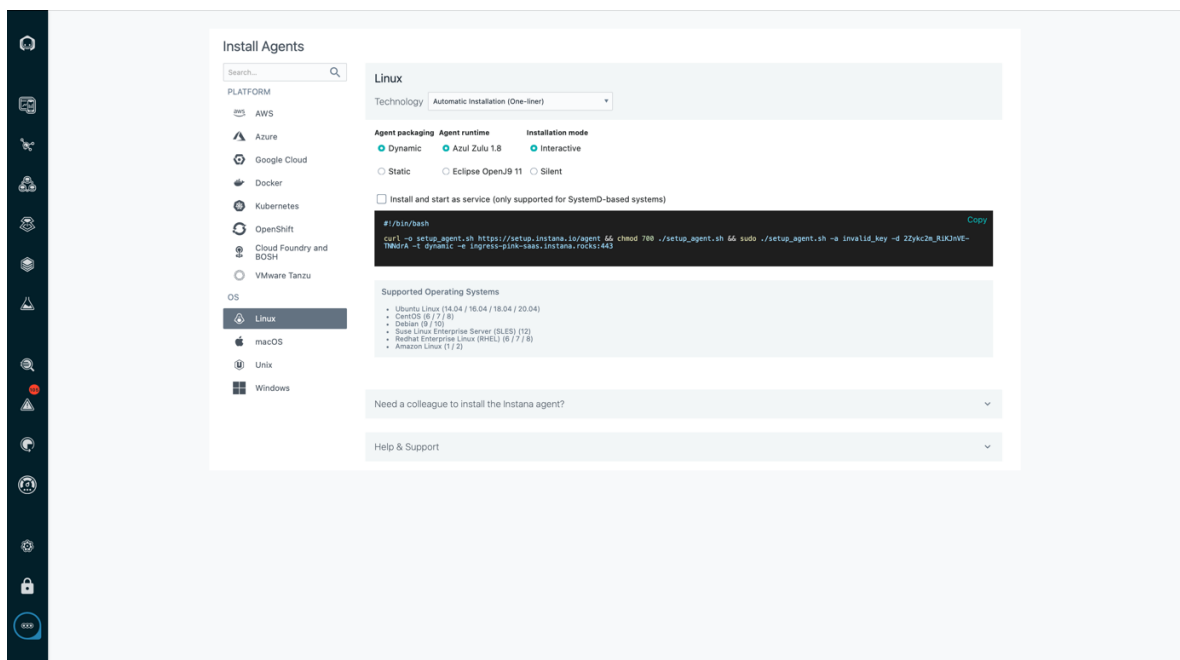 Install Agents
Search...
PLATFORM
aws AWS
Azure
Google Cloud
Docker
Kubernetes
OpenShift
Cloud Foundry and
BOSH
VMware Tanzu
OS
Linux
macOS
Unix
Windows
Linux
Technology Automatic Installation (One-liner)
Agent packaging Agent runtime Installation mode
Dynamic Azul Zulu 1.8 Interactive
Static Eclipse OpenJ9 11 Silent
Install and start as service (only supported for SystemD-based systems)
Copy
#!/bin/bash
curl -o setup_agent.sh https://setup.instana.io/agent && chmod 700 ./setup_agent.sh && sudo ./setup_agent.sh -a invalid_key -d 2Zykc2m_RiKJnVE-
TNNdrA -t dynamic -e ingress-pink-saas.instana.rocks:443
Supported Operating Systems
• Ubuntu Linux (14.04 / 16.04 / 18.04 / 20.04)
• CentOS (6 / 7 / 8)
• Debian (9 / 10)
• Suse Linux Enterprise Server (SLES) (12)
• Redhat Enterprise Linux (RHEL) (6 / 7 / 8)
• Amazon Linux (1 / 2)
Need a colleague to install the Instana agent?
Help & Support